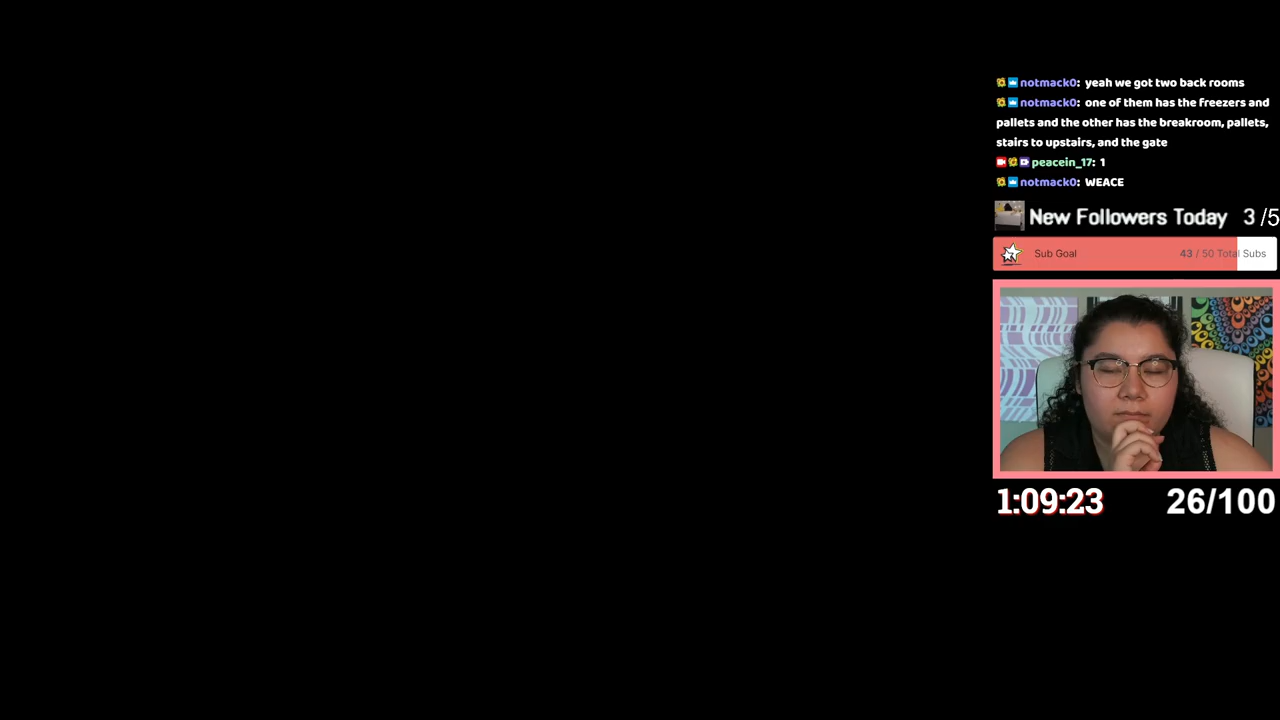 notmack0: yeah we got two back rooms
notmack0: one of them has the freezers and
pallets and the other has the breakroom, pallets,
stairs to upstairs, and the gate
peacein_17: 1
notmack0: WEACE
New Followers Today 3 /5
Sub Goal 43 / 50 Total Subs
1:09:23 26/100